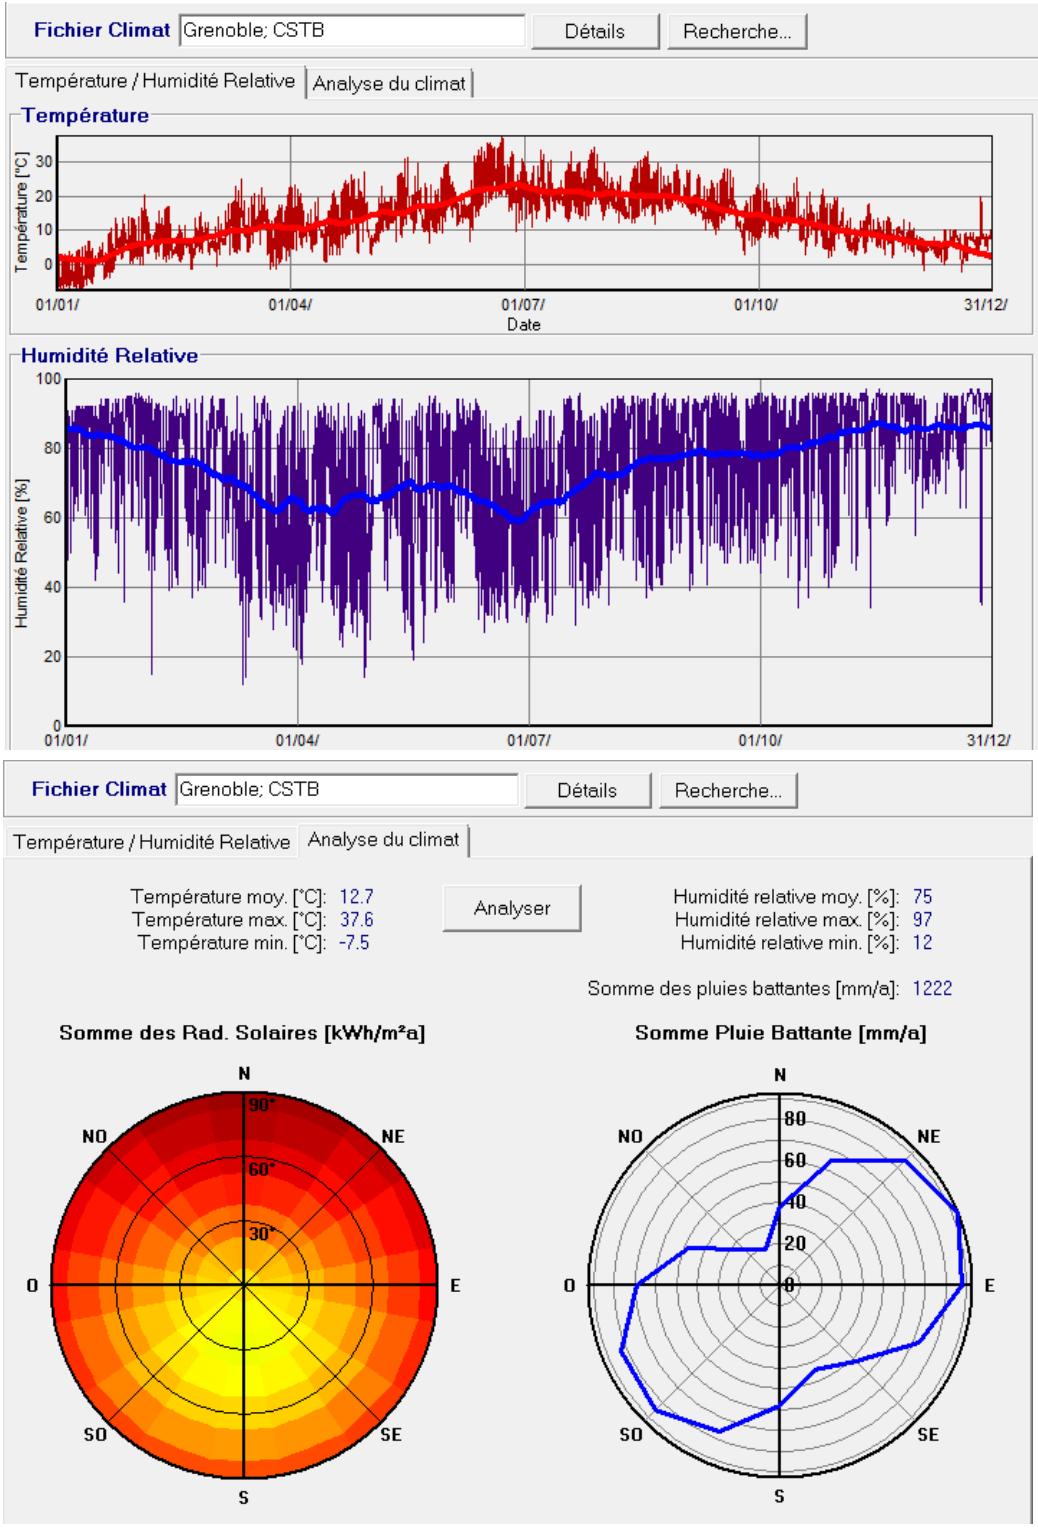 Fichier Climat Grenoble; CSTB Détails Recherche...
Température / Humidité Relative Analyse du climat
Température
Température [°C]
30
20
10
0
01/01/ 01/04/ 01/07/ 01/10/ 31/12/
Date
Humidité Relative
Humidité Relative [%]
100
80
60
40
20
0
01/01/ 01/04/ 01/07/ 01/10/ 31/12/
Fichier Climat Grenoble; CSTB Détails Recherche...
Température / Humidité Relative Analyse du climat
Température moy. [°C]: 12.7
Température max. [°C]: 37.6
Température min. [°C]: -7.5
Analyser
Humidité relative moy. [%]: 75
Humidité relative max. [%]: 97
Humidité relative min. [%]: 12
Somme des pluies battantes [mm/a]: 1222
Somme des Rad. Solaires [kWh/m²a]
N
90°
NO NE
60°
30°
O E
SO SE
S
Somme Pluie Battante [mm/a]
N
80
NO NE
60
40
20
O 0 E
SO SE
S